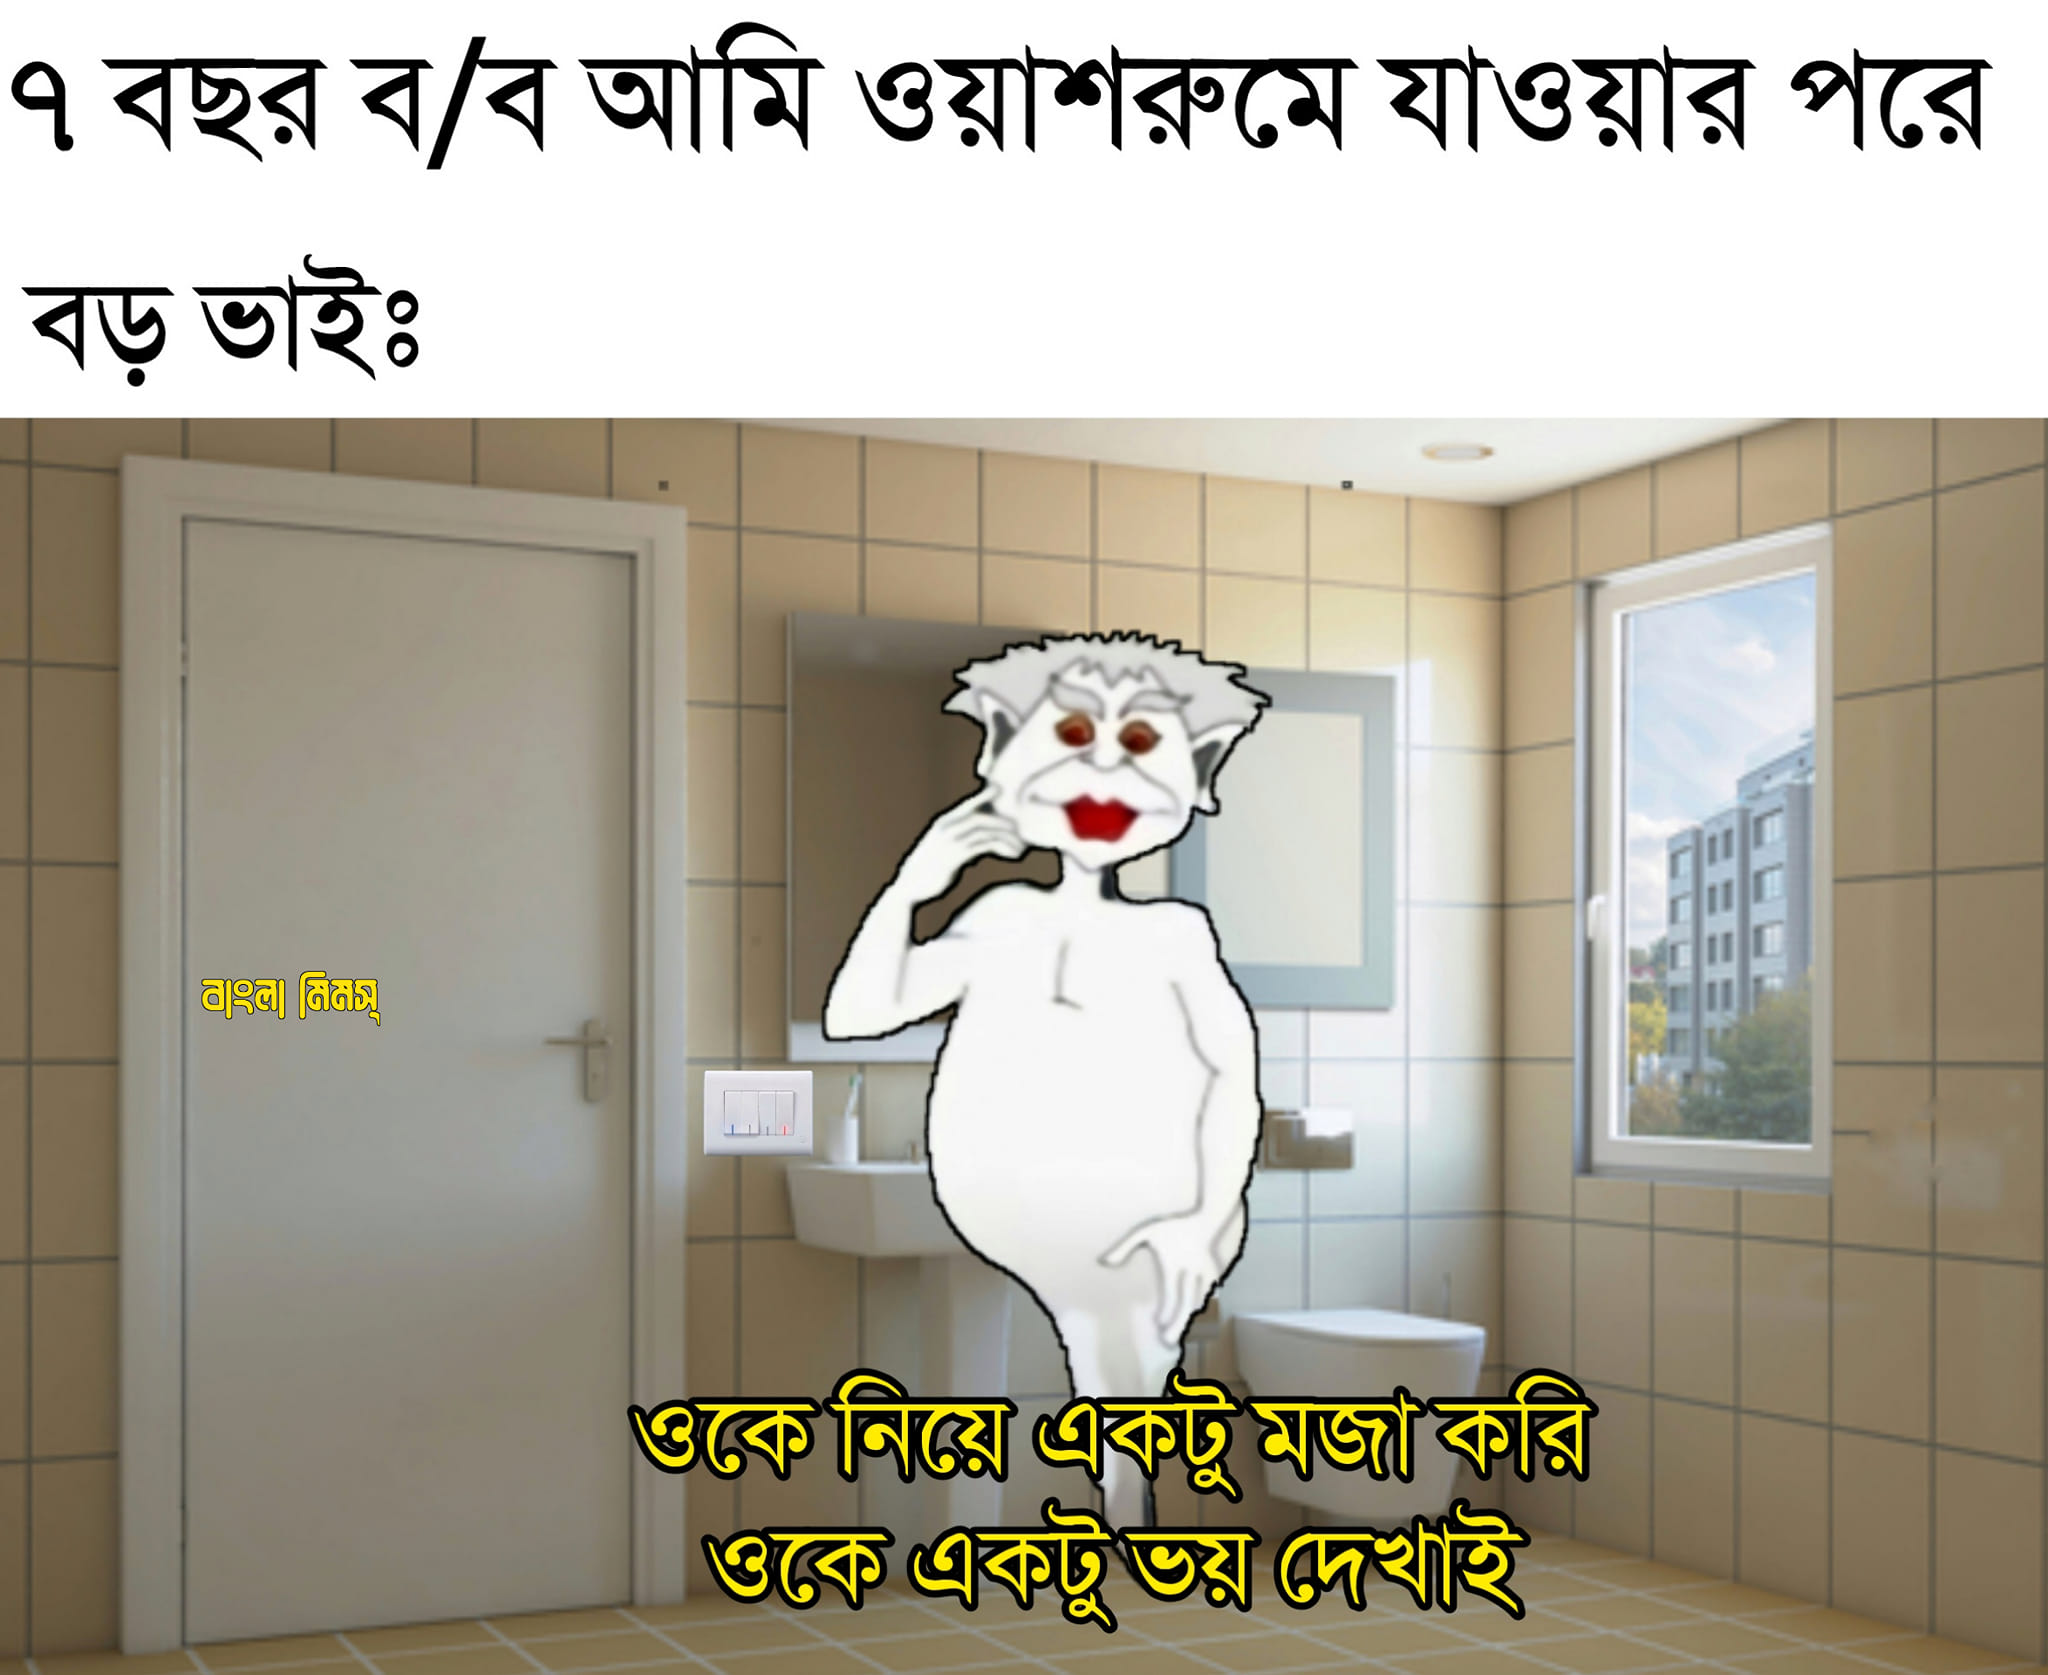 ৭ বছর ব/ব আমি ওয়াশরুমে যাওয়ার পরে
বড় ভাইঃ
বাংলা মিমস্
ওকে নিয়ে একটু মজা করি
ওকে একটু ভয় দেখাই